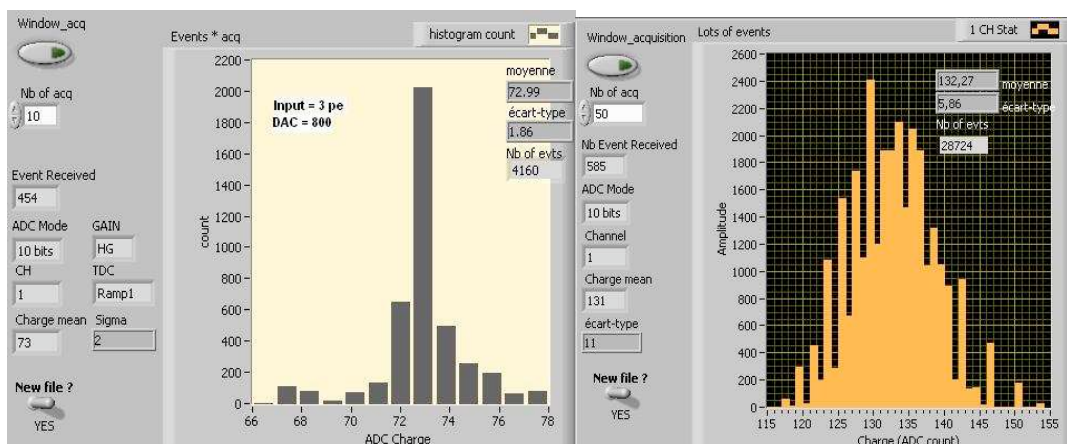 Window_acq
Nb of acq
10
Event Received
454
ADC Mode
GAIN
10 bits
HG
CH
TDC
1
Ramp1
Charge mean
Sigma
73
2
New file ?
YES
Events * acq
histogram count
2200
2000
1800
1600
1400
1200
1000
800
600
400
200
0
count
Input = 3 pe
DAC = 800
moyenne
72.99
écart-type
1.86
Nb of evts
4160
66
68
70
72
74
76
78
ADC Charge
Window_acquisition
Nb of acq
50
Nb Event Received
585
ADC Mode
10 bits
Channel
1
Charge mean
131
écart-type
11
New file ?
YES
Lots of events
1 CH Stat
2600
2400
2200
2000
1800
1600
1400
1200
1000
800
600
400
200
0
Amplitude
132,27
moyenne
5,86
écart-type
Nb of evts
28724
115
120
125
130
135
140
145
150
155
Charge (ADC count)